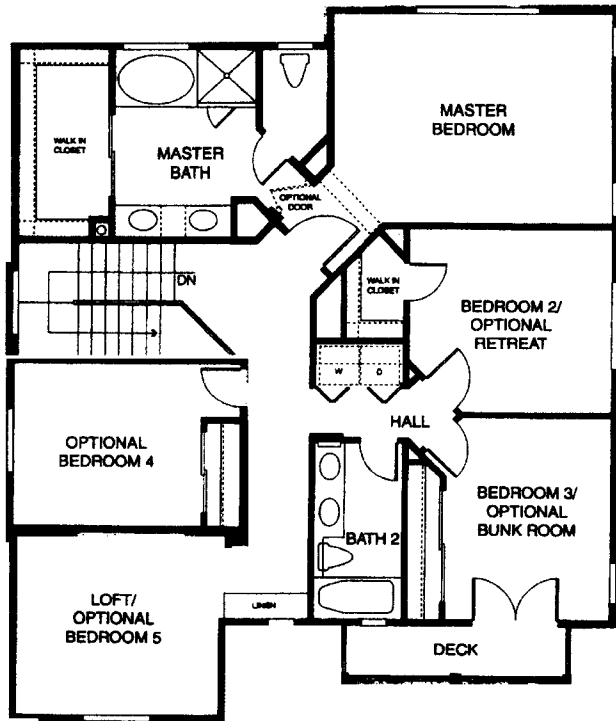 MASTER
BEDROOM
WALK IN
CLOSET
MASTER
BATH
OPTIONAL
DOOR
DN
WALK IN
CLOSET
BEDROOM 2/
OPTIONAL
RETREAT
W D
HALL
OPTIONAL
BEDROOM 4
BEDROOM 3/
OPTIONAL
BUNK ROOM
BATH 2
LOFT/
OPTIONAL
BEDROOM 5
LINEN
DECK